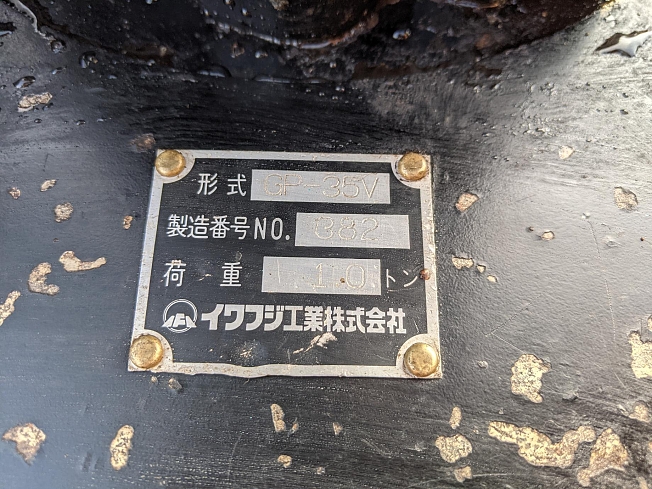 形式 GP-35V
製造番号NO. G82
荷重 1.0トン
イワフジ工業株式会社